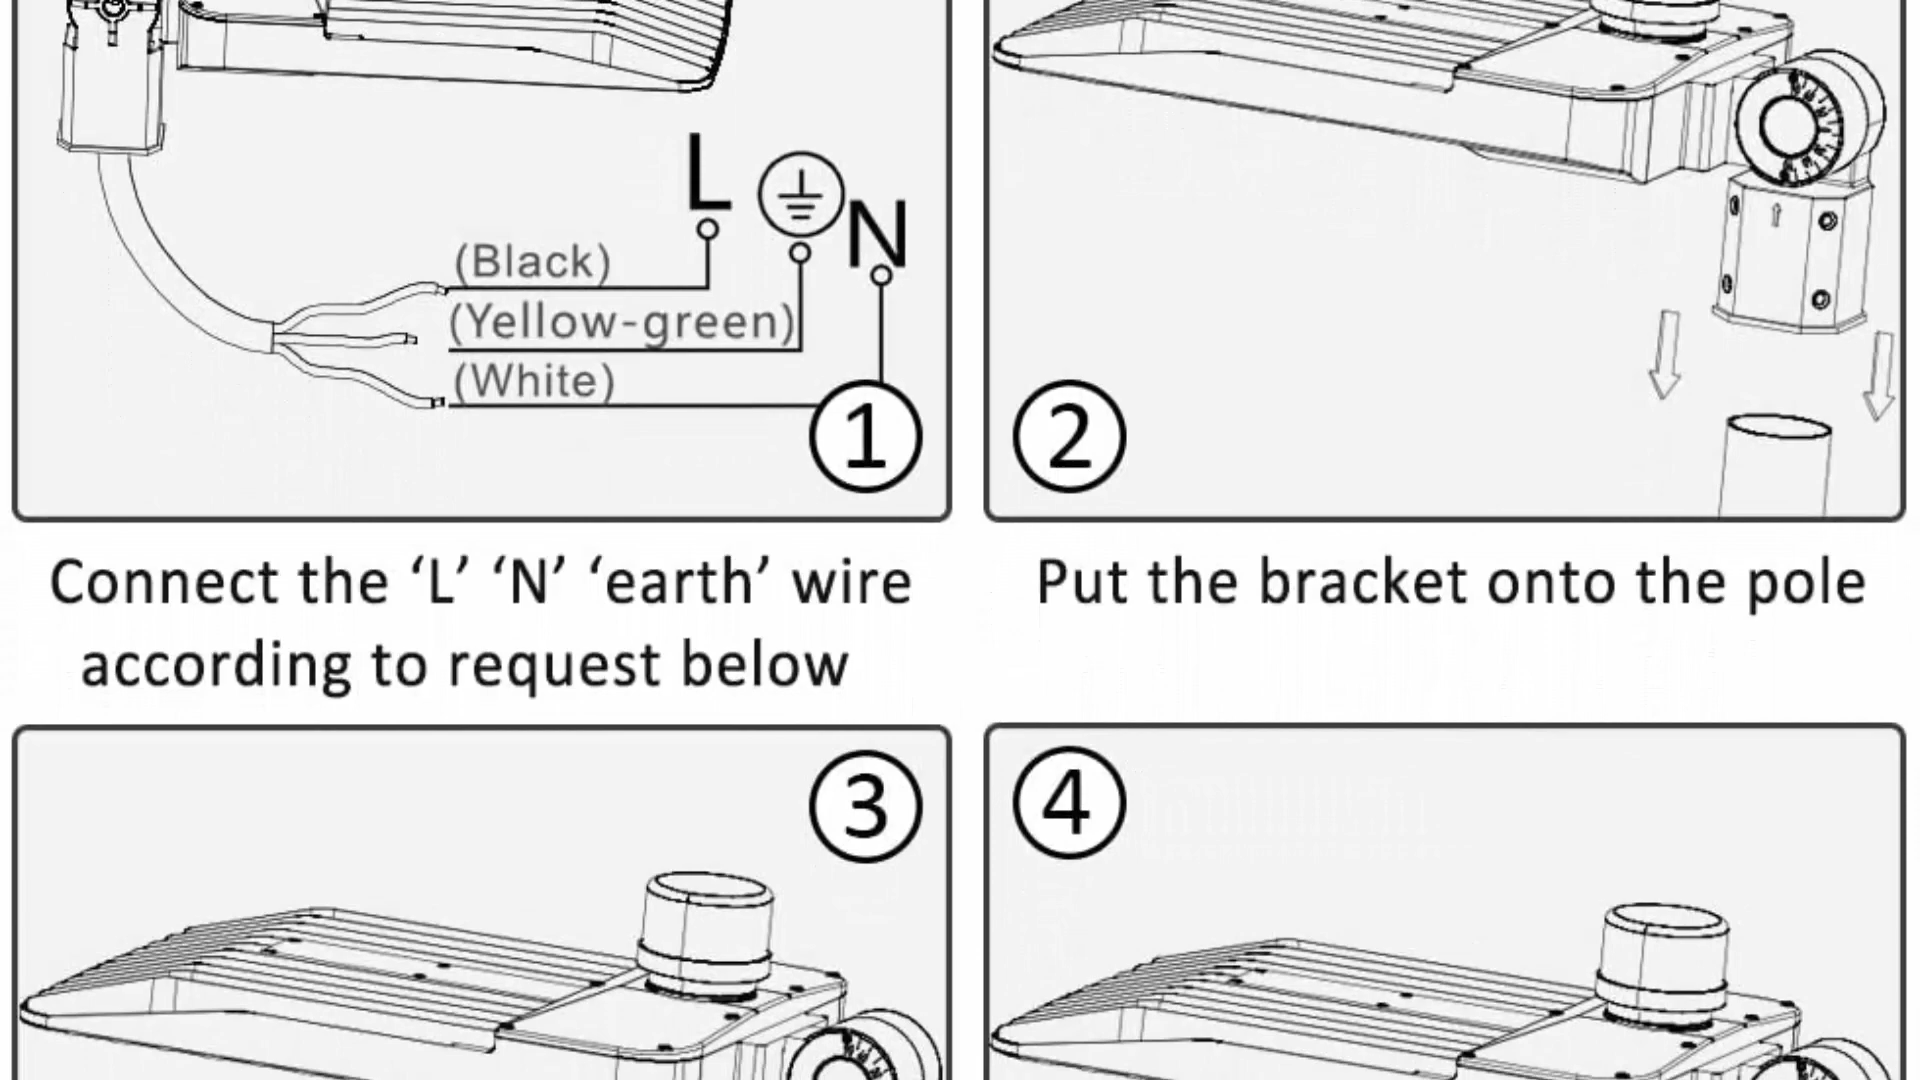 L
N
(Black)
(Yellow-green)
(White)
1
2
Connect the ‘L’ ‘N’ ‘earth’ wire
according to request below
Put the bracket onto the pole
3
4